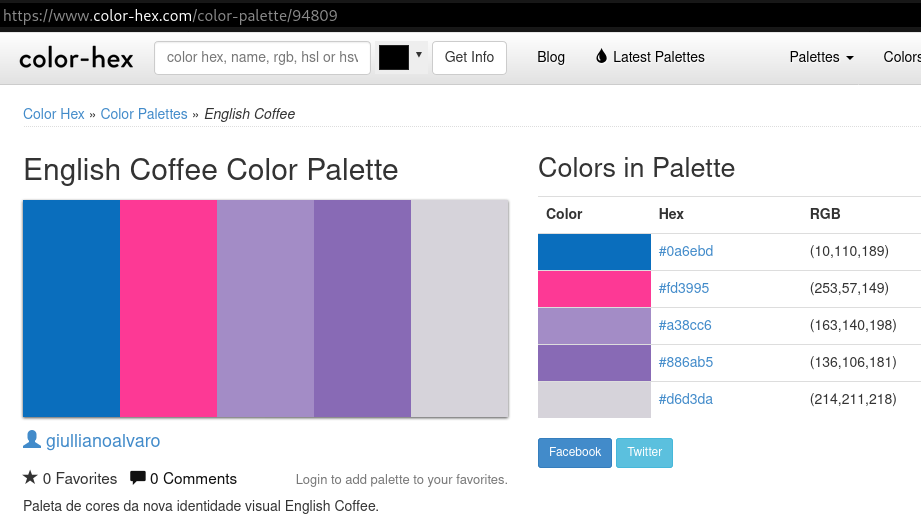 https://www.color-hex.com/color-palette/94809
color-hex
color hex, name, rgb, hsl or hsv
Get Info
Blog
Latest Palettes
Palettes
Colors
Color Hex » Color Palettes » English Coffee
English Coffee Color Palette
Colors in Palette
Color Hex RGB
#0a6ebd (10,110,189)
#fd3995 (253,57,149)
#a38cc6 (163,140,198)
#886ab5 (136,106,181)
#d6d3da (214,211,218)
giullianoalvaro
Facebook Twitter
0 Favorites 0 Comments Login to add palette to your favorites.
Paleta de cores da nova identidade visual English Coffee.